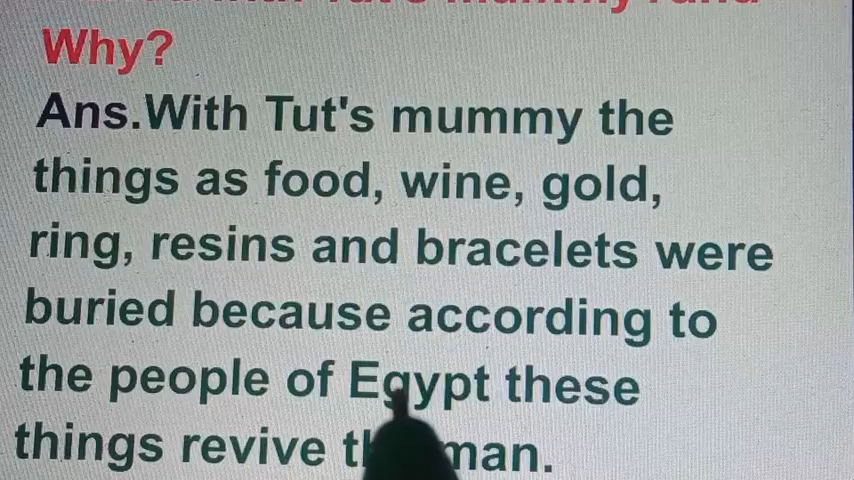 Why?
Ans.With Tut's mummy the
things as food, wine, gold,
ring, resins and bracelets were
buried because according to
the people of Egypt these
things revive man.